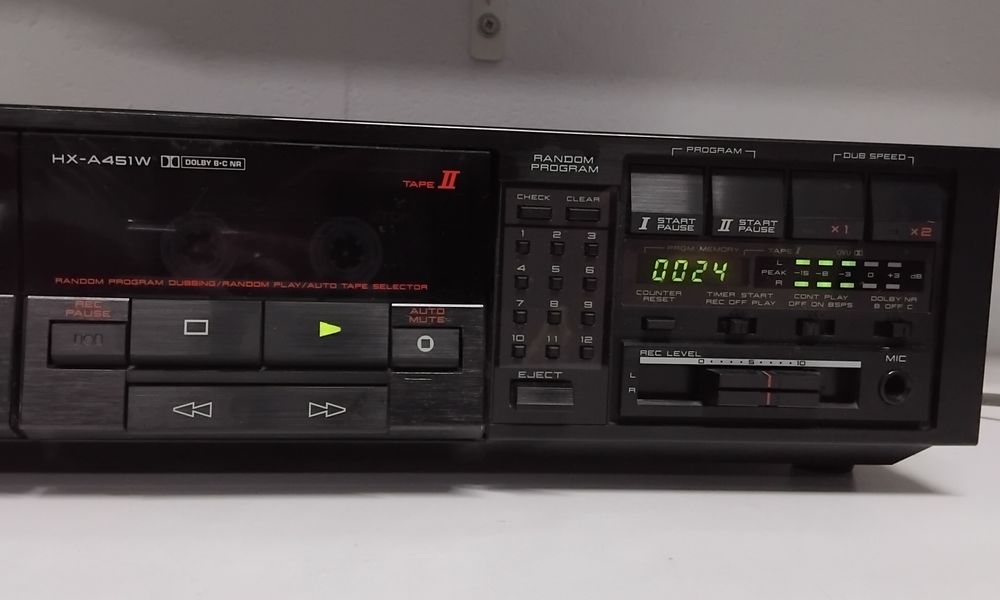 HX-A451W DOLBY B·C NR
TAPE II
RANDOM PROGRAM DUBBING/RANDOM PLAY/AUTO TAPE SELECTOR
REC
PAUSE
AUTO
MUTE
RANDOM
PROGRAM
CHECK CLEAR
1 2 3
4 5 6
7 8 9
10 11 12
EJECT
PROGRAM
DUB SPEED
I START
PAUSE
II START
PAUSE
×1
×2
PRGM MEMORY
TAPE I
0024
L
PEAK -15 -8 -3 0 +3 dB
R
COUNTER
RESET
TIMER START
REC OFF PLAY
CONT PLAY
OFF ON BSPS
DOLBY NR
B OFF C
REC LEVEL
0 5 10
L
R
MIC